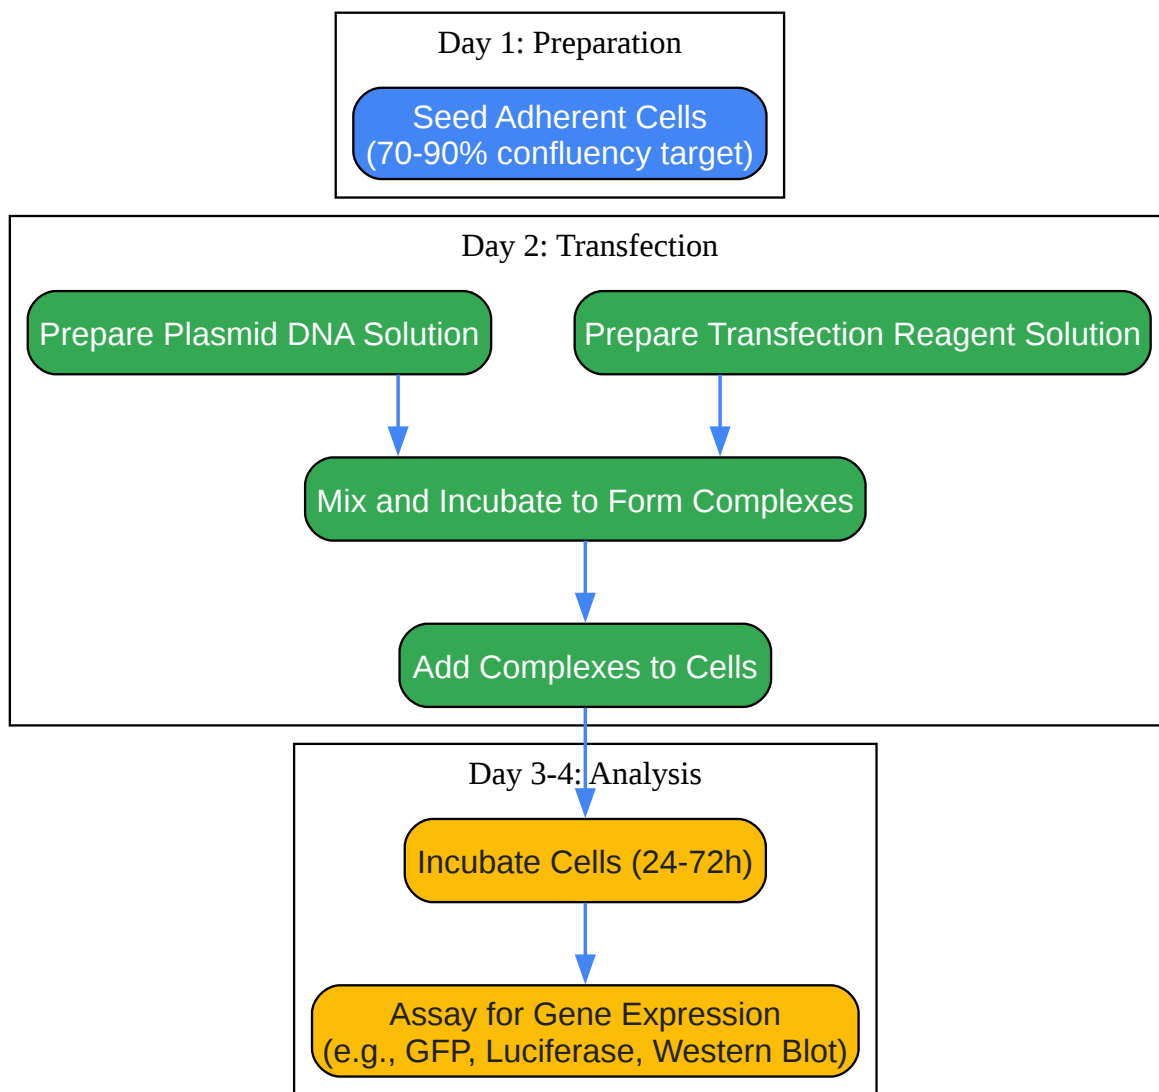 Day 1: Preparation
Seed Adherent Cells
(70-90% confluency target)
Day 2: Transfection
Prepare Plasmid DNA Solution
Prepare Transfection Reagent Solution
Mix and Incubate to Form Complexes
Add Complexes to Cells
Day 3-4: Analysis
Incubate Cells (24-72h)
Assay for Gene Expression
(e.g., GFP, Luciferase, Western Blot)